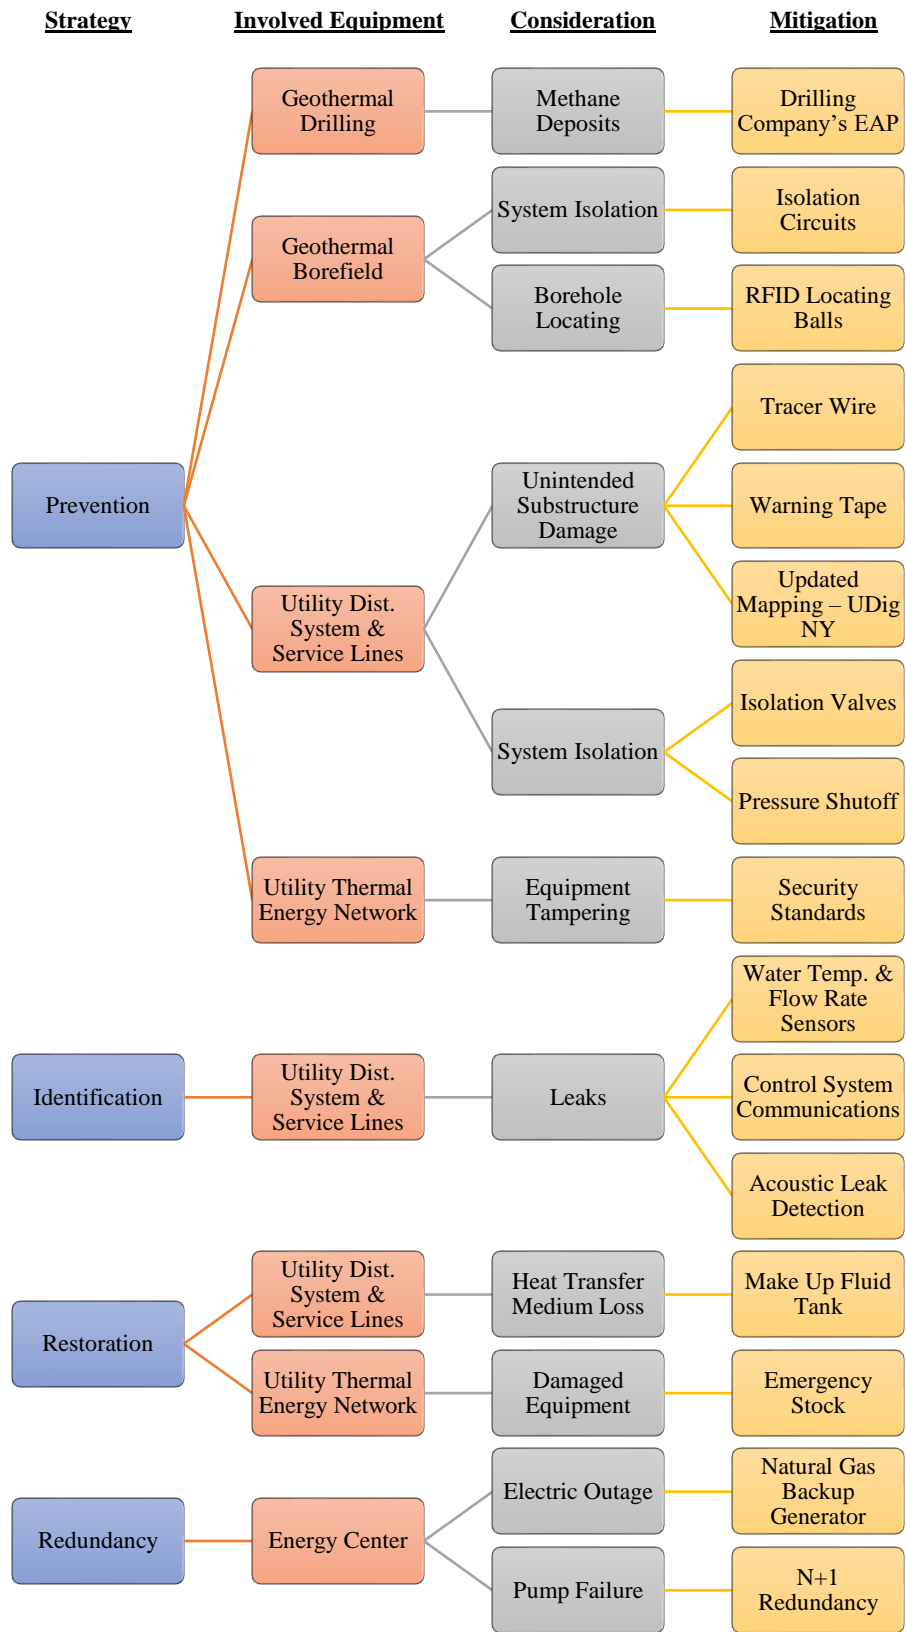 Strategy Involved Equipment Consideration Mitigation
Geothermal
Drilling
Methane
Deposits
Drilling
Company’s EAP
Geothermal
Borefield
System Isolation
Isolation
Circuits
Borehole
Locating
RFID Locating
Balls
Prevention
Utility Dist.
System &
Service Lines
Unintended
Substructure
Damage
Tracer Wire
Warning Tape
Updated
Mapping – UDig
NY
System Isolation
Isolation Valves
Pressure Shutoff
Utility Thermal
Energy Network
Equipment
Tampering
Security
Standards
Identification
Utility Dist.
System &
Service Lines
Leaks
Water Temp. &
Flow Rate
Sensors
Control System
Communications
Acoustic Leak
Detection
Restoration
Utility Dist.
System &
Service Lines
Heat Transfer
Medium Loss
Make Up Fluid
Tank
Utility Thermal
Energy Network
Damaged
Equipment
Emergency
Stock
Redundancy
Energy Center
Electric Outage
Natural Gas
Backup
Generator
Pump Failure
N+1
Redundancy